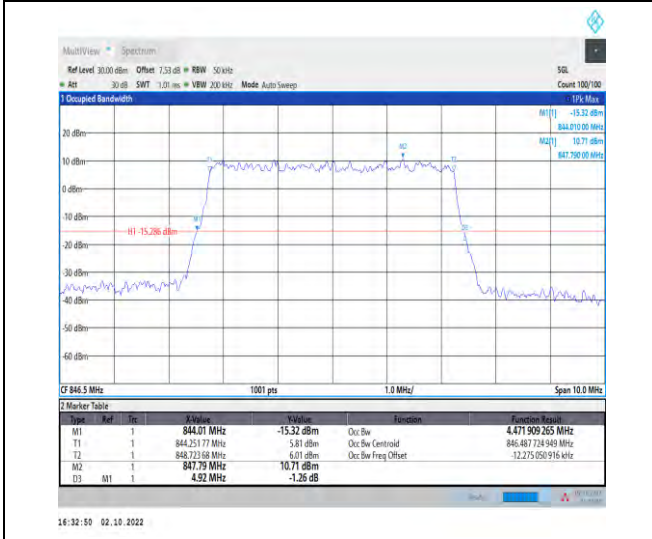 MultiView Spectrum
Ref Level 30.00 dBm Offset 7.53 dB RBW 50 kHz SGL
Att 30 dB SWT 1.01 ms VBW 200 kHz Mode Auto Sweep Count 100/100
1 Occupied Bandwidth 1Pk Max
M1[1] -15.32 dBm
844.010 00 MHz
M2[1] 10.71 dBm
847.790 00 MHz
20 dBm
M2
10 dBm
T1 T2
0 dBm
-10 dBm
M1
H1 -15.286 dBm
D3
-20 dBm
-30 dBm
-40 dBm
-50 dBm
-60 dBm
CF 846.5 MHz 1001 pts 1.0 MHz/ Span 10.0 MHz
2 Marker Table
Type Ref Trc X-Value Y-Value Function Function Result
M1 1 844.01 MHz -15.32 dBm Occ Bw 4.471 909 265 MHz
T1 1 844.251 77 MHz 5.81 dBm Occ Bw Centroid 846.487 724 949 MHz
T2 1 848.723 68 MHz 6.01 dBm Occ Bw Freq Offset -12.275 050 916 kHz
M2 1 847.79 MHz 10.71 dBm
D3 M1 1 4.92 MHz -1.26 dB
16:32:50 02.10.2022